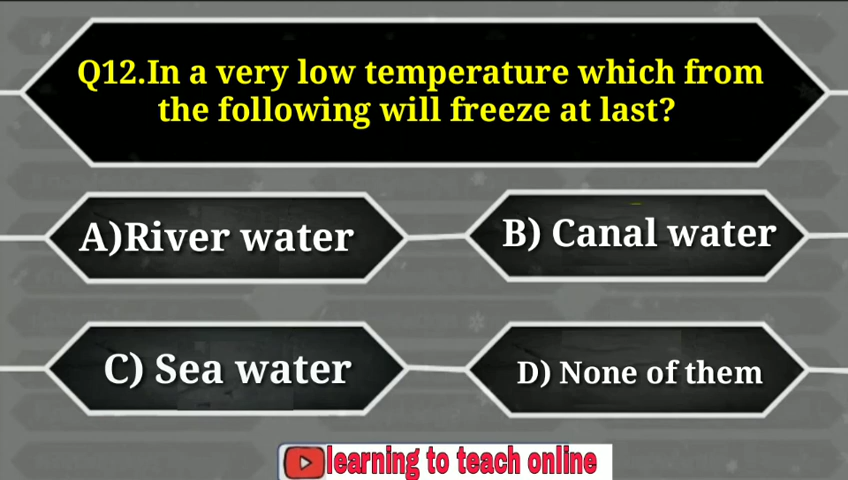 Q12.In a very low temperature which from
the following will freeze at last?
A)River water
B) Canal water
C) Sea water
D) None of them
learning to teach online